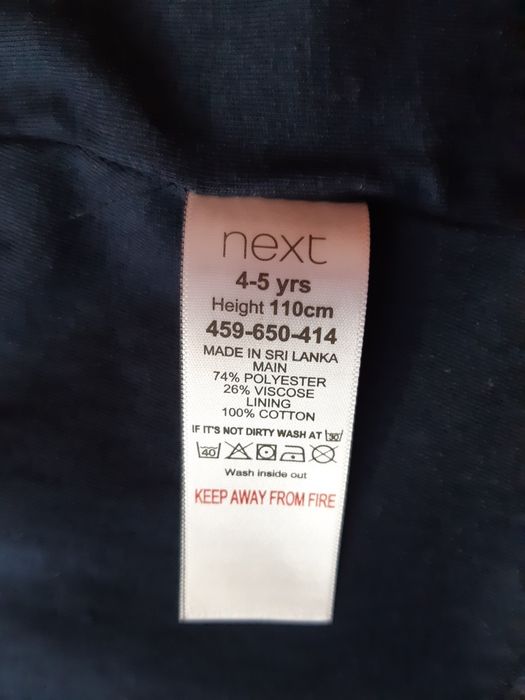 next
4-5 yrs
Height 110cm
459-650-414
MADE IN SRI LANKA
MAIN
74% POLYESTER
26% VISCOSE
LINING
100% COTTON
IF IT'S NOT DIRTY WASH AT 30
40
Wash inside out
KEEP AWAY FROM FIRE